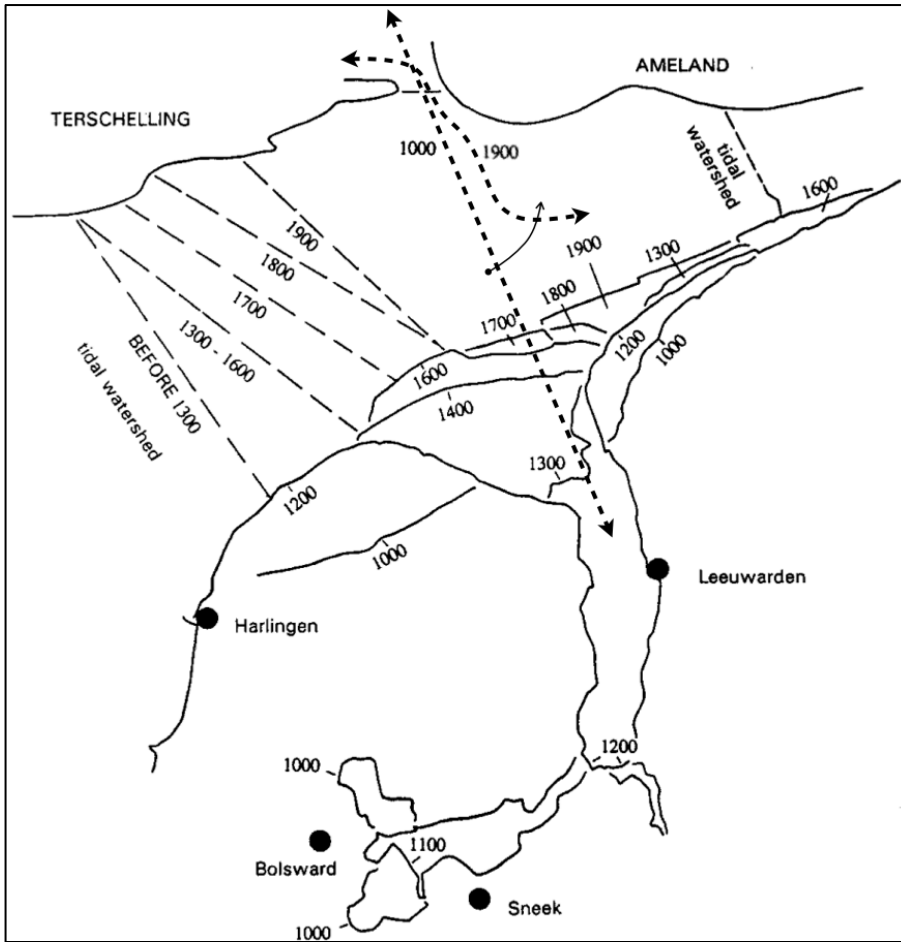 AMELAND
TERSCHELLING
1000
1900
tidal
watershed
1600
1900
1800
1700
1300 - 1600
BEFORE 1300
tidal watershed
1900
1300
1800
1700
1200
1000
1600
1400
1300
1200
1000
Leeuwarden
Harlingen
1200
1000
Bolsward
1100
Sneek
1000